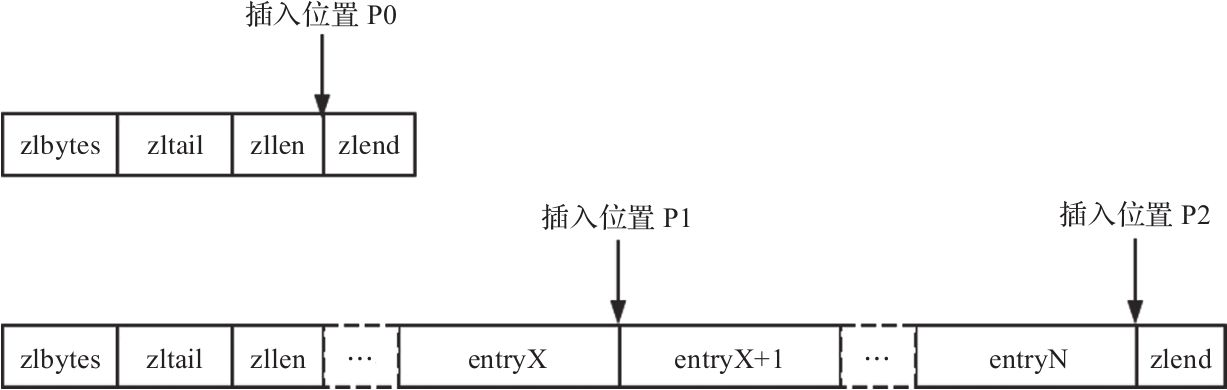 插入位置 P0
zlbytes zltail zllen zlend
插入位置 P1 插入位置 P2
zlbytes zltail zllen … entryX entryX+1 … entryN zlend